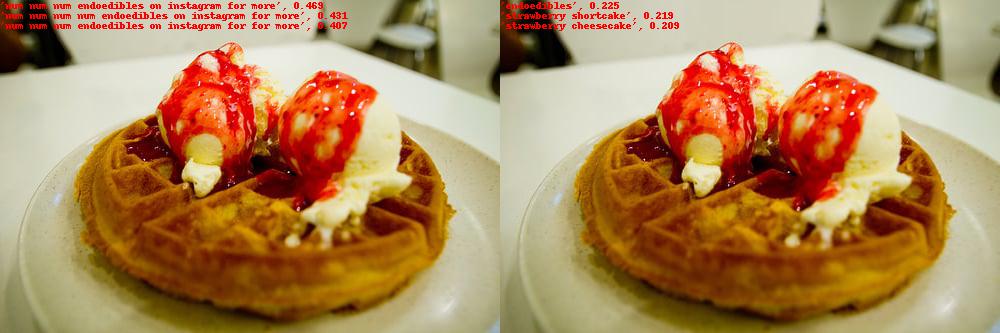 'num num num endoedibles on instagram for more', 0.469
'num num num endoedibles on instagram for more', 0.431
'num num num endoedibles on instagram for for more', 0.407
'endoedibles', 0.225
'strawberry shortcake', 0.219
'strawberry cheesecake', 0.209